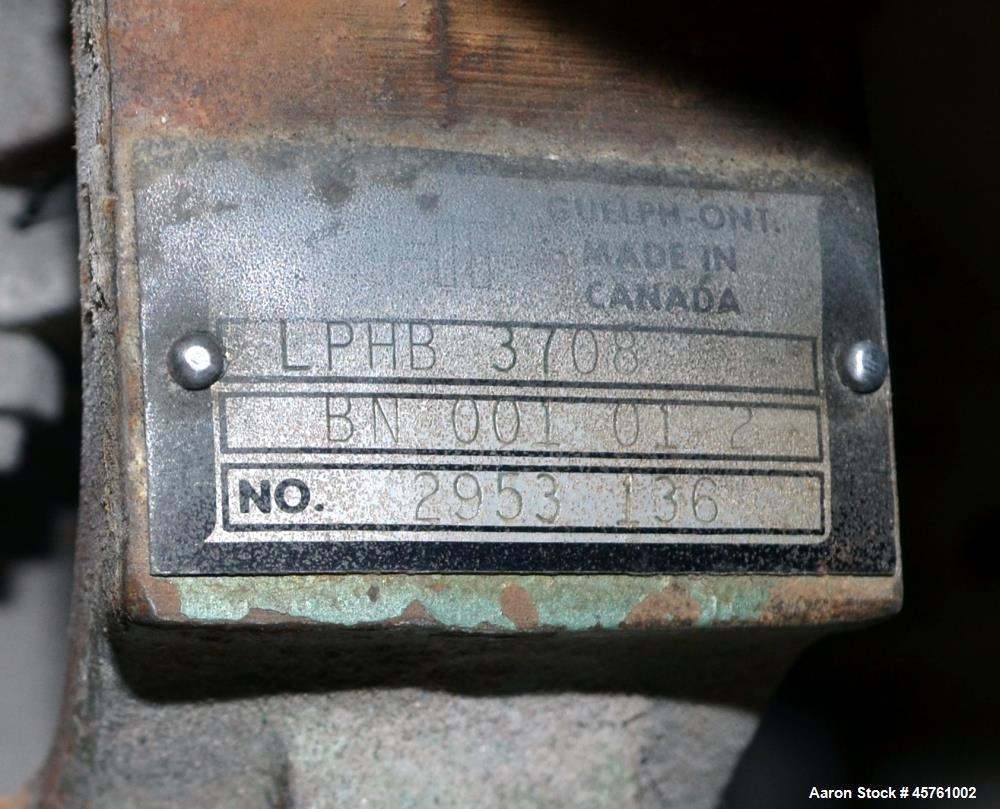 GUELPH-ONT.
MADE IN
CANADA
LPHB 3708
BN 001 01 2
NO. 2953 136
Aaron Stock # 45761002